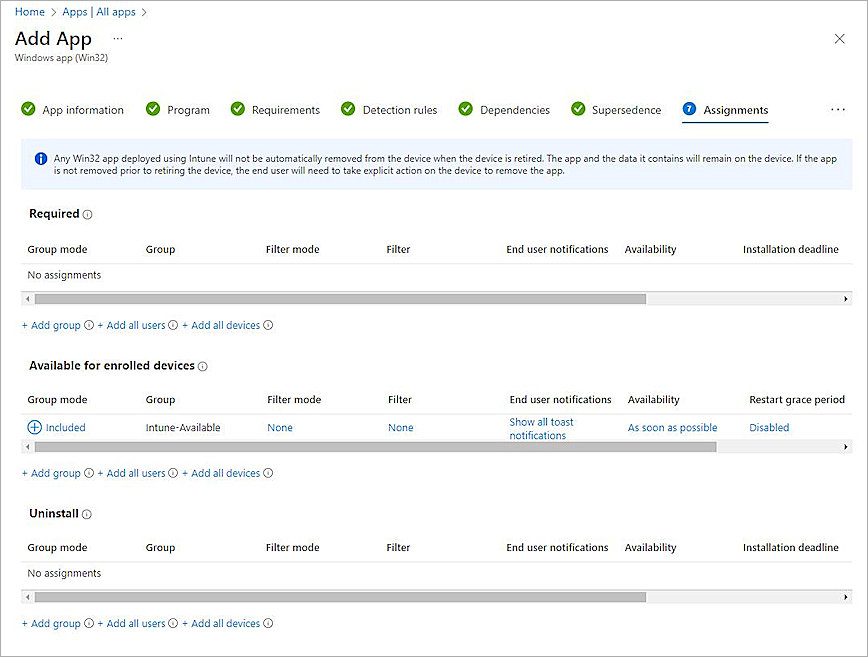 Home > Apps | All apps >
Add App ...
Windows app (Win32)
App information Program Requirements Detection rules Dependencies Supersedence 7 Assignments ...
Any Win32 app deployed using Intune will not be automatically removed from the device when the device is retired. The app and the data it contains will remain on the device. If the app
is not removed prior to retiring the device, the end user will need to take explicit action on the device to remove the app.
Required
Group mode Group Filter mode Filter End user notifications Availability Installation deadline
No assignments
+ Add group + Add all users + Add all devices
Available for enrolled devices
Group mode Group Filter mode Filter End user notifications Availability Restart grace period
Included Intune-Available None None Show all toast notifications As soon as possible Disabled
+ Add group + Add all users + Add all devices
Uninstall
Group mode Group Filter mode Filter End user notifications Availability Installation deadline
No assignments
+ Add group + Add all users + Add all devices